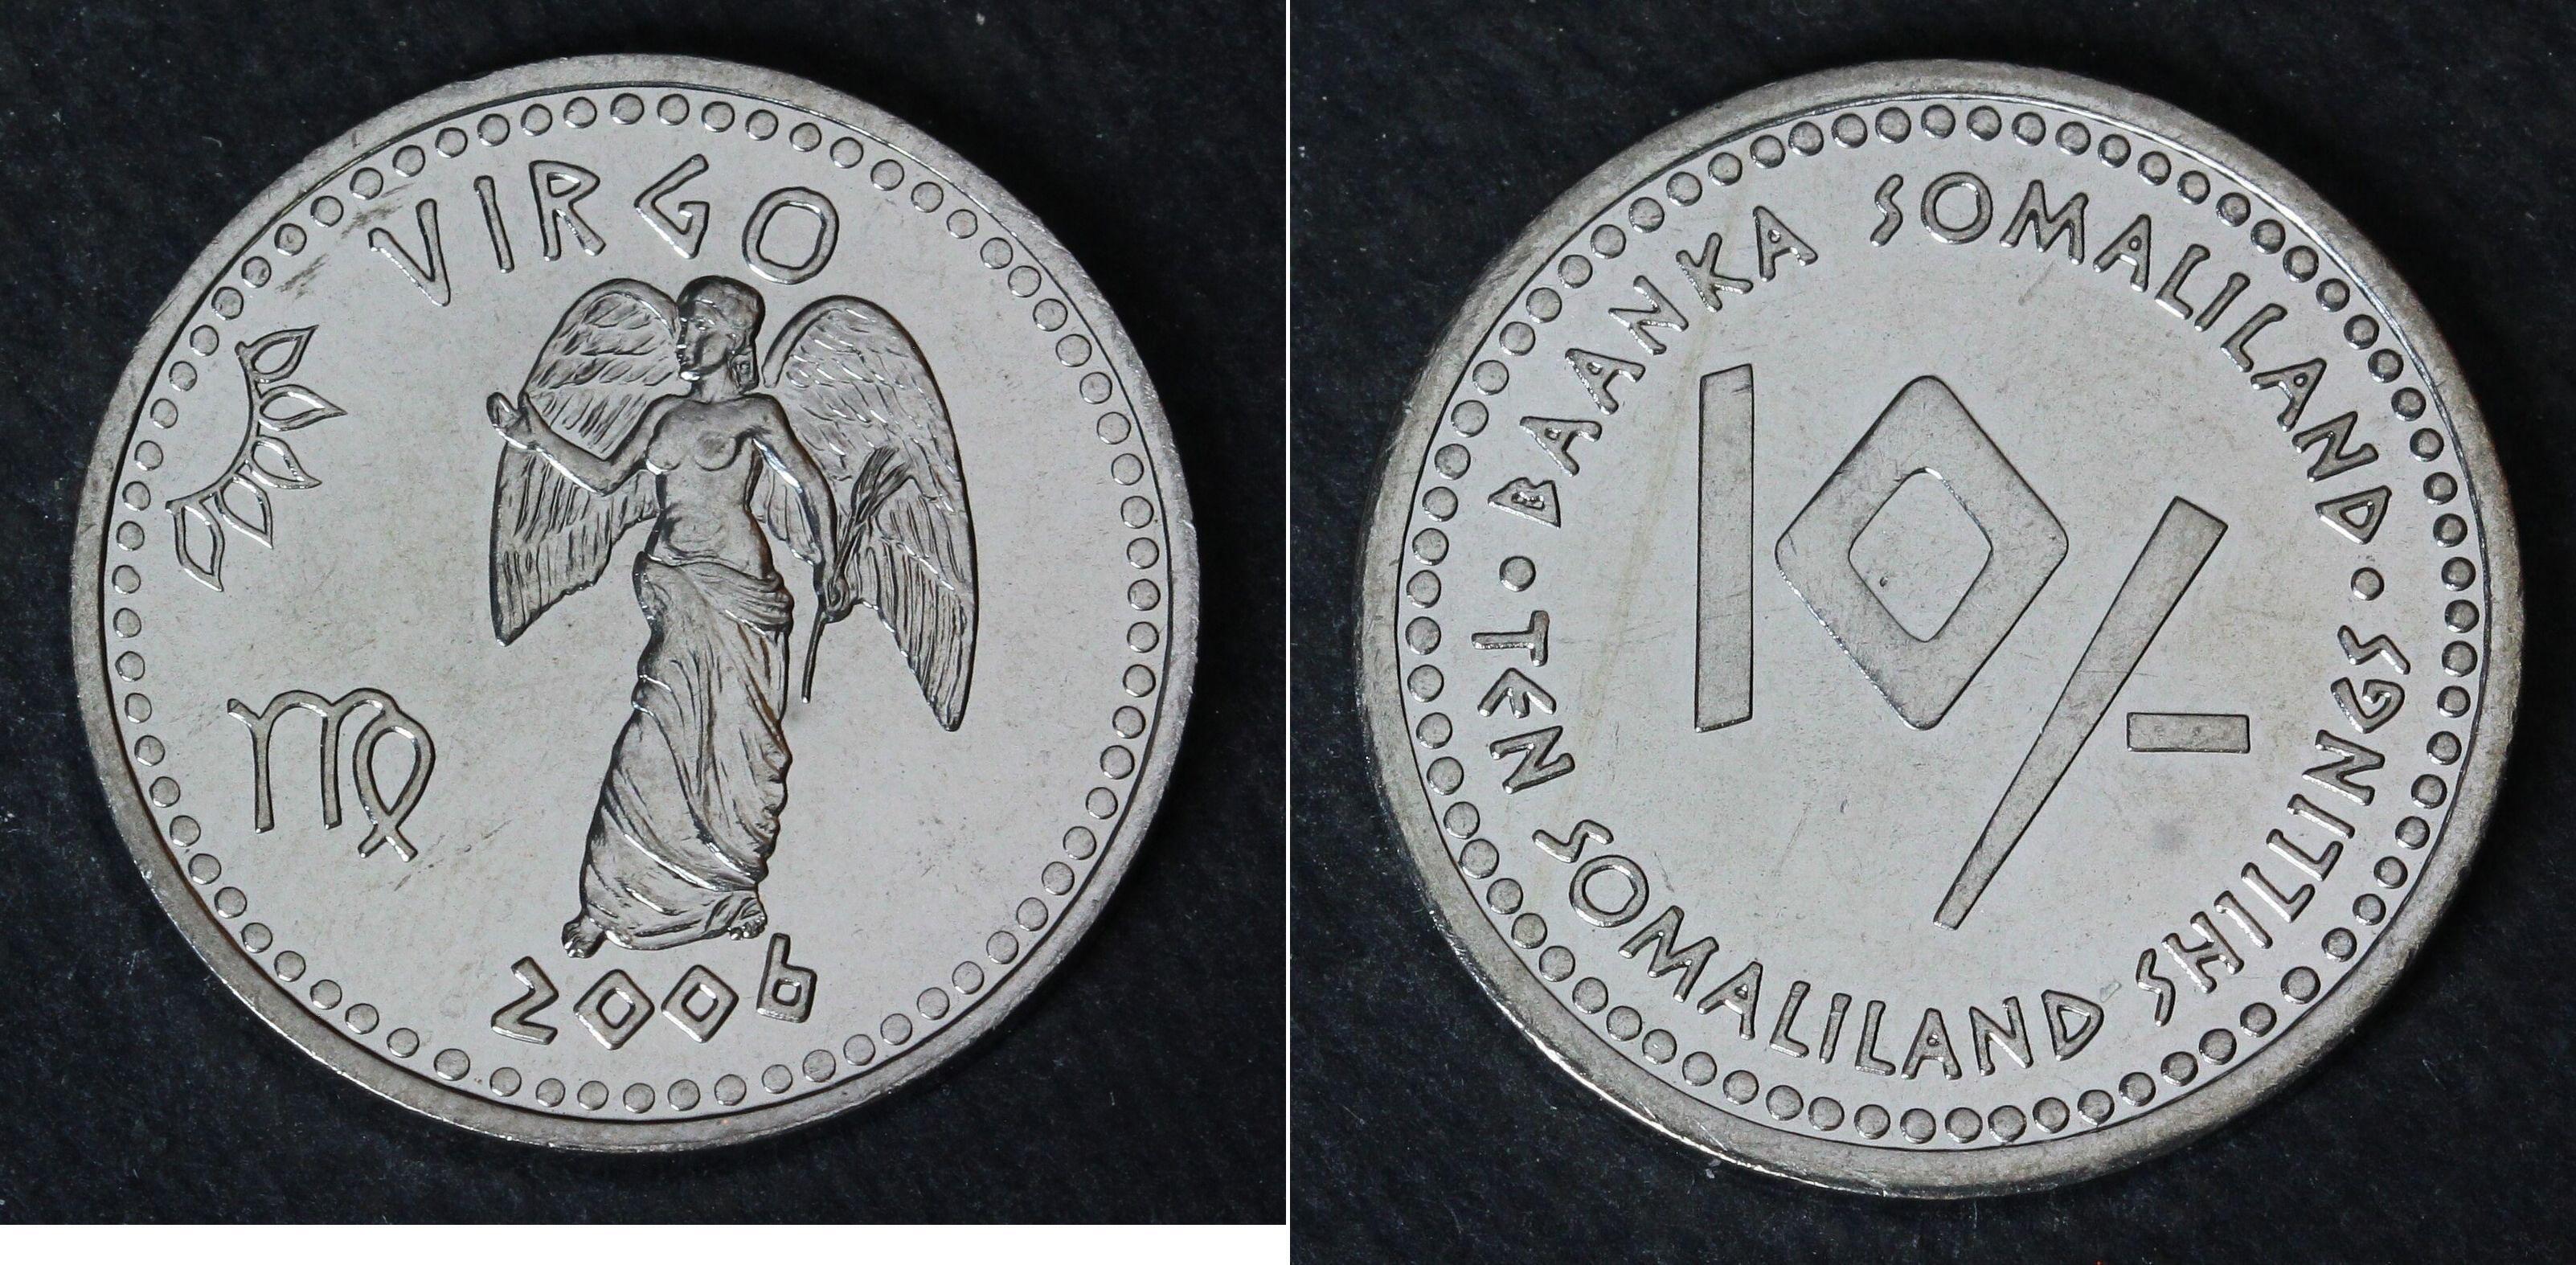 VIRGO
2006
BAANKA SOMALILAND
10/-
TEN SOMALILAND SHILLINGS